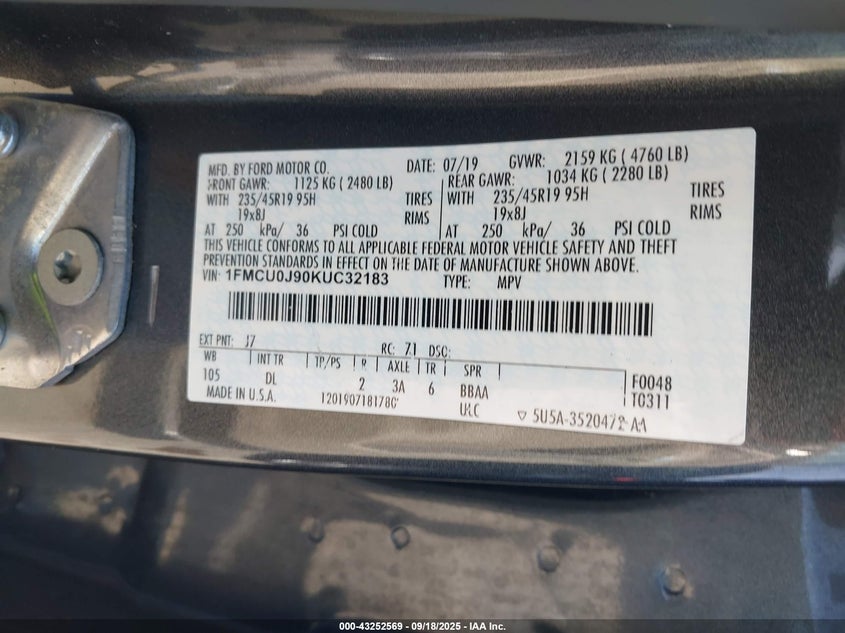 MFD. BY FORD MOTOR CO. DATE: 07/19 GVWR: 2159 KG ( 4760 LB)
FRONT GAWR: 1125 KG ( 2480 LB) REAR GAWR: 1034 KG ( 2280 LB)
WITH 235/45R19 95H TIRES WITH 235/45R19 95H TIRES
19x8J RIMS 19x8J RIMS
AT 250 kPa/ 36 PSI COLD AT 250 kPa/ 36 PSI COLD
THIS VEHICLE CONFORMS TO ALL APPLICABLE FEDERAL MOTOR VEHICLE SAFETY AND THEFT
PREVENTION STANDARDS IN EFFECT ON THE DATE OF MANUFACTURE SHOWN ABOVE.
VIN: 1FMCU0J90KUC32183 TYPE: MPV
EXT PNT: J7 RC: 71 DSO:
WB INT TR TP/PS R AXLE TR SPR
105 DL 2 3A 6 BBAA F0048
MADE IN U.S.A. ULC T0311
▽ 5U5A-3520472-AA
000-43252569 - 09/18/2025 - IAA Inc.